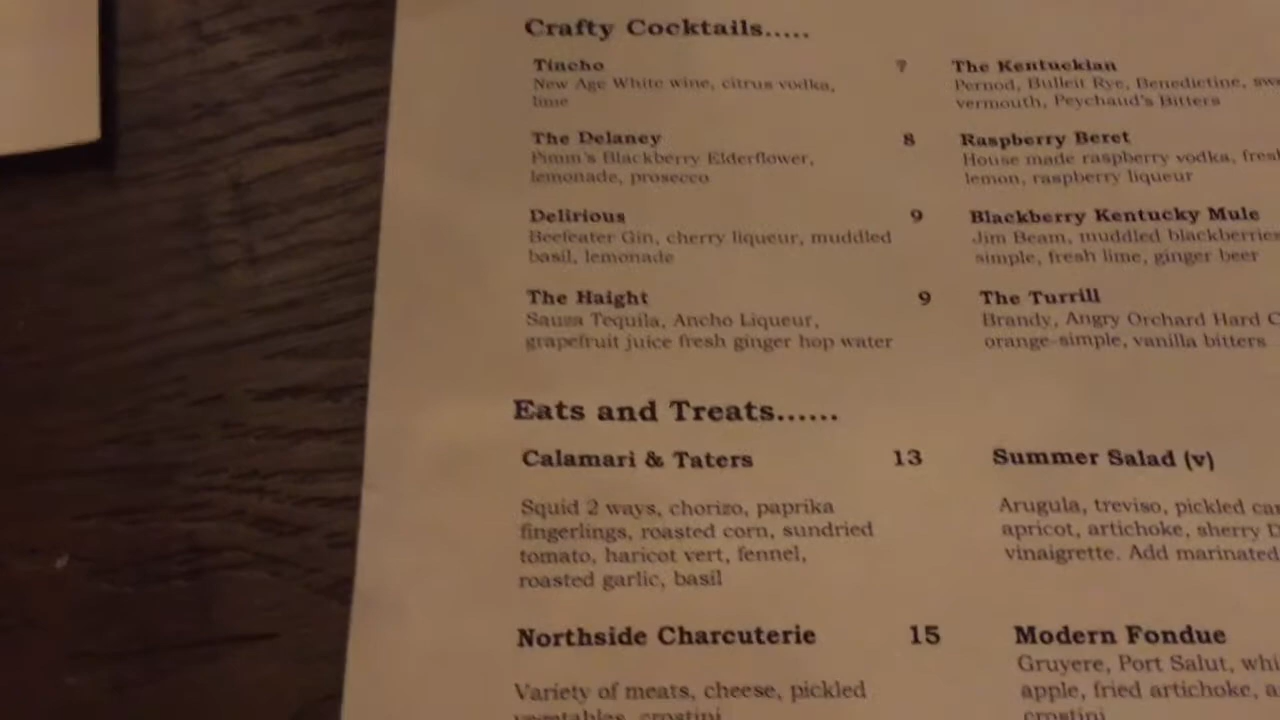 Crafty Cocktails.....
Tincho 7
New Age White wine, citrus vodka,
lime
The Delaney 8
Pimm's Blackberry Elderflower,
lemonade, prosecco
Delirious 9
Beefeater Gin, cherry liqueur, muddled
basil, lemonade
The Haight 9
Sauza Tequila, Ancho Liqueur,
grapefruit juice fresh ginger hop water
The Kentuckian
Pernod, Bulleit Rye, Benedictine,
vermouth, Peychaud's Bitters
Raspberry Beret
House made raspberry vodka,
lemon, raspberry liqueur
Blackberry Kentucky Mule
Jim Beam, muddled blackberries
simple, fresh lime, ginger beer
The Turrill
Brandy, Angry Orchard Hard
orange-simple, vanilla bitters
Eats and Treats......
Calamari & Taters 13
Squid 2 ways, chorizo, paprika
fingerlings, roasted corn, sundried
tomato, haricot vert, fennel,
roasted garlic, basil
Northside Charcuterie 15
Variety of meats, cheese, pickled
vegetables, crostini
Summer Salad (v)
Arugula, treviso, pickled
apricot, artichoke, sherry
vinaigrette. Add marinated
Modern Fondue
Gruyere, Port Salut,
apple, fried artichoke,
crostini